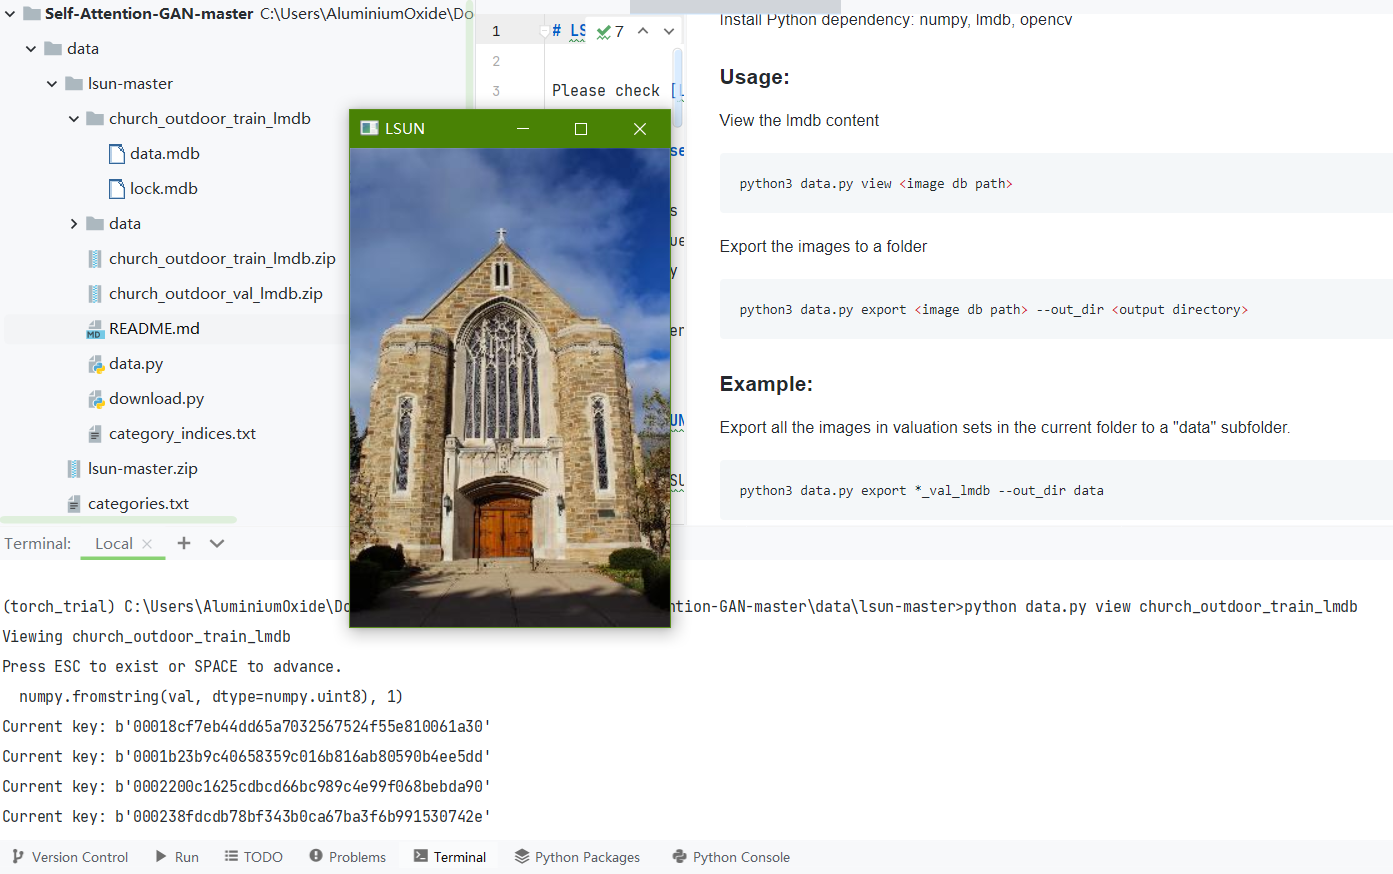 Self-Attention-GAN-master C:\Users\AluminiumOxide\Do
data
lsun-master
church_outdoor_train_lmdb
data.mdb
lock.mdb
data
church_outdoor_train_lmdb.zip
church_outdoor_val_lmdb.zip
README.md
data.py
download.py
category_indices.txt
lsun-master.zip
categories.txt
1 # LS
7
2
3 Please check [
LSUN
Install Python dependency: numpy, lmdb, opencv
Usage:
View the lmdb content
python3 data.py view <image db path>
Export the images to a folder
python3 data.py export <image db path> --out_dir <output directory>
Example:
Export all the images in valuation sets in the current folder to a "data" subfolder.
python3 data.py export *_val_lmdb --out_dir data
Terminal: Local
(torch_trial) C:\Users\AluminiumOxide\Do ntion-GAN-master\data\lsun-master>python data.py view church_outdoor_train_lmdb
Viewing church_outdoor_train_lmdb
Press ESC to exist or SPACE to advance.
numpy.fromstring(val, dtype=numpy.uint8), 1)
Current key: b'00018cf7eb44dd65a7032567524f55e810061a30'
Current key: b'0001b23b9c40658359c016b816ab80590b4ee5dd'
Current key: b'0002200c1625cdbcd66bc989c4e99f068bebda90'
Current key: b'000238fdcdb78bf343b0ca67ba3f6b991530742e'
Version Control Run TODO Problems Terminal Python Packages Python Console